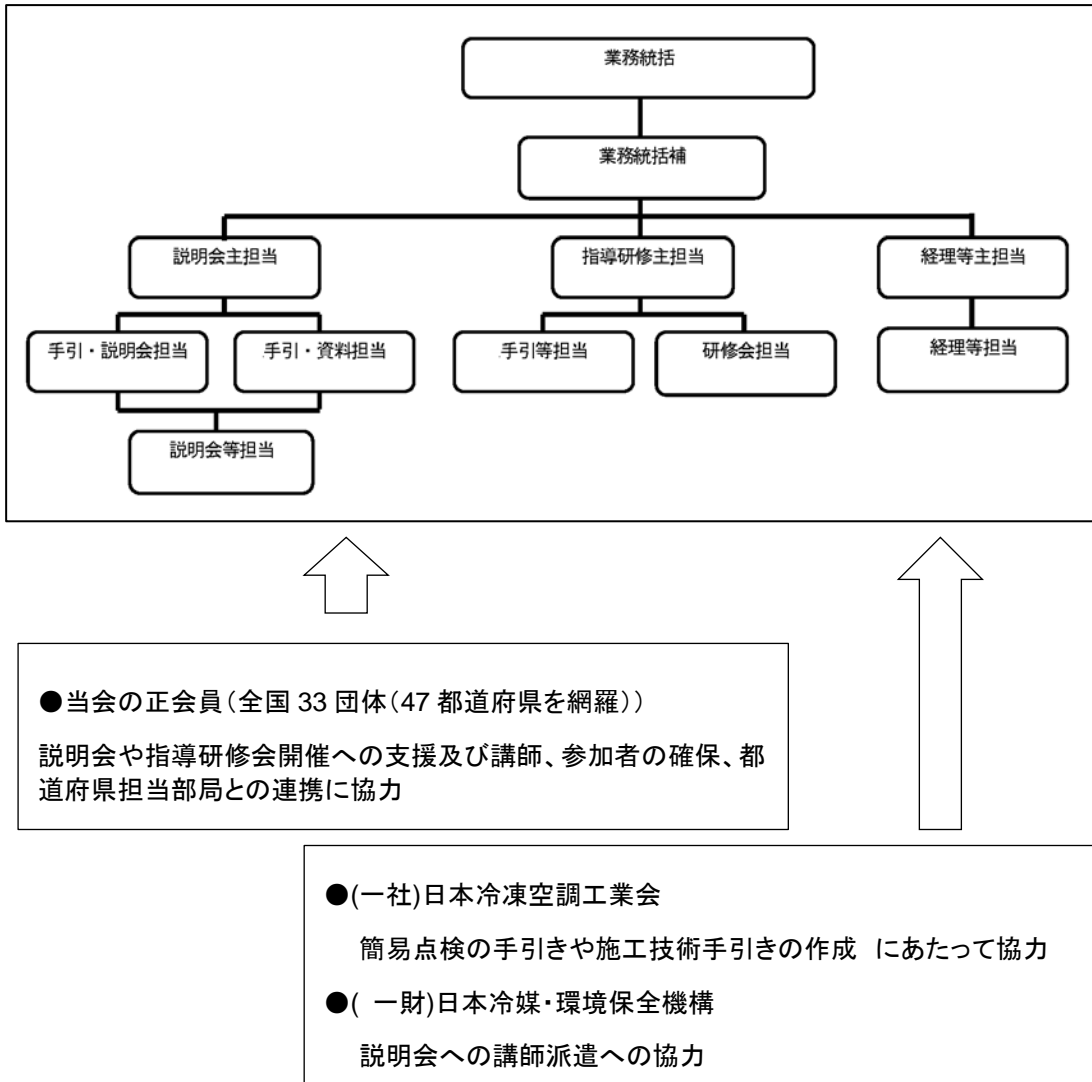 業務統括
業務統括補
説明会主担当
指導研修主担当
経理等主担当
手引・説明会担当
手引・資料担当
手引等担当
研修会担当
経理等担当
説明会等担当
●当会の正会員(全国 33 団体(47 都道府県を網羅))
説明会や指導研修会開催への支援及び講師、参加者の確保、都
道府県担当部局との連携に協力
●(一社)日本冷凍空調工業会
簡易点検の手引きや施工技術手引きの作成 にあたって協力
●( 一財)日本冷媒・環境保全機構
説明会への講師派遣への協力